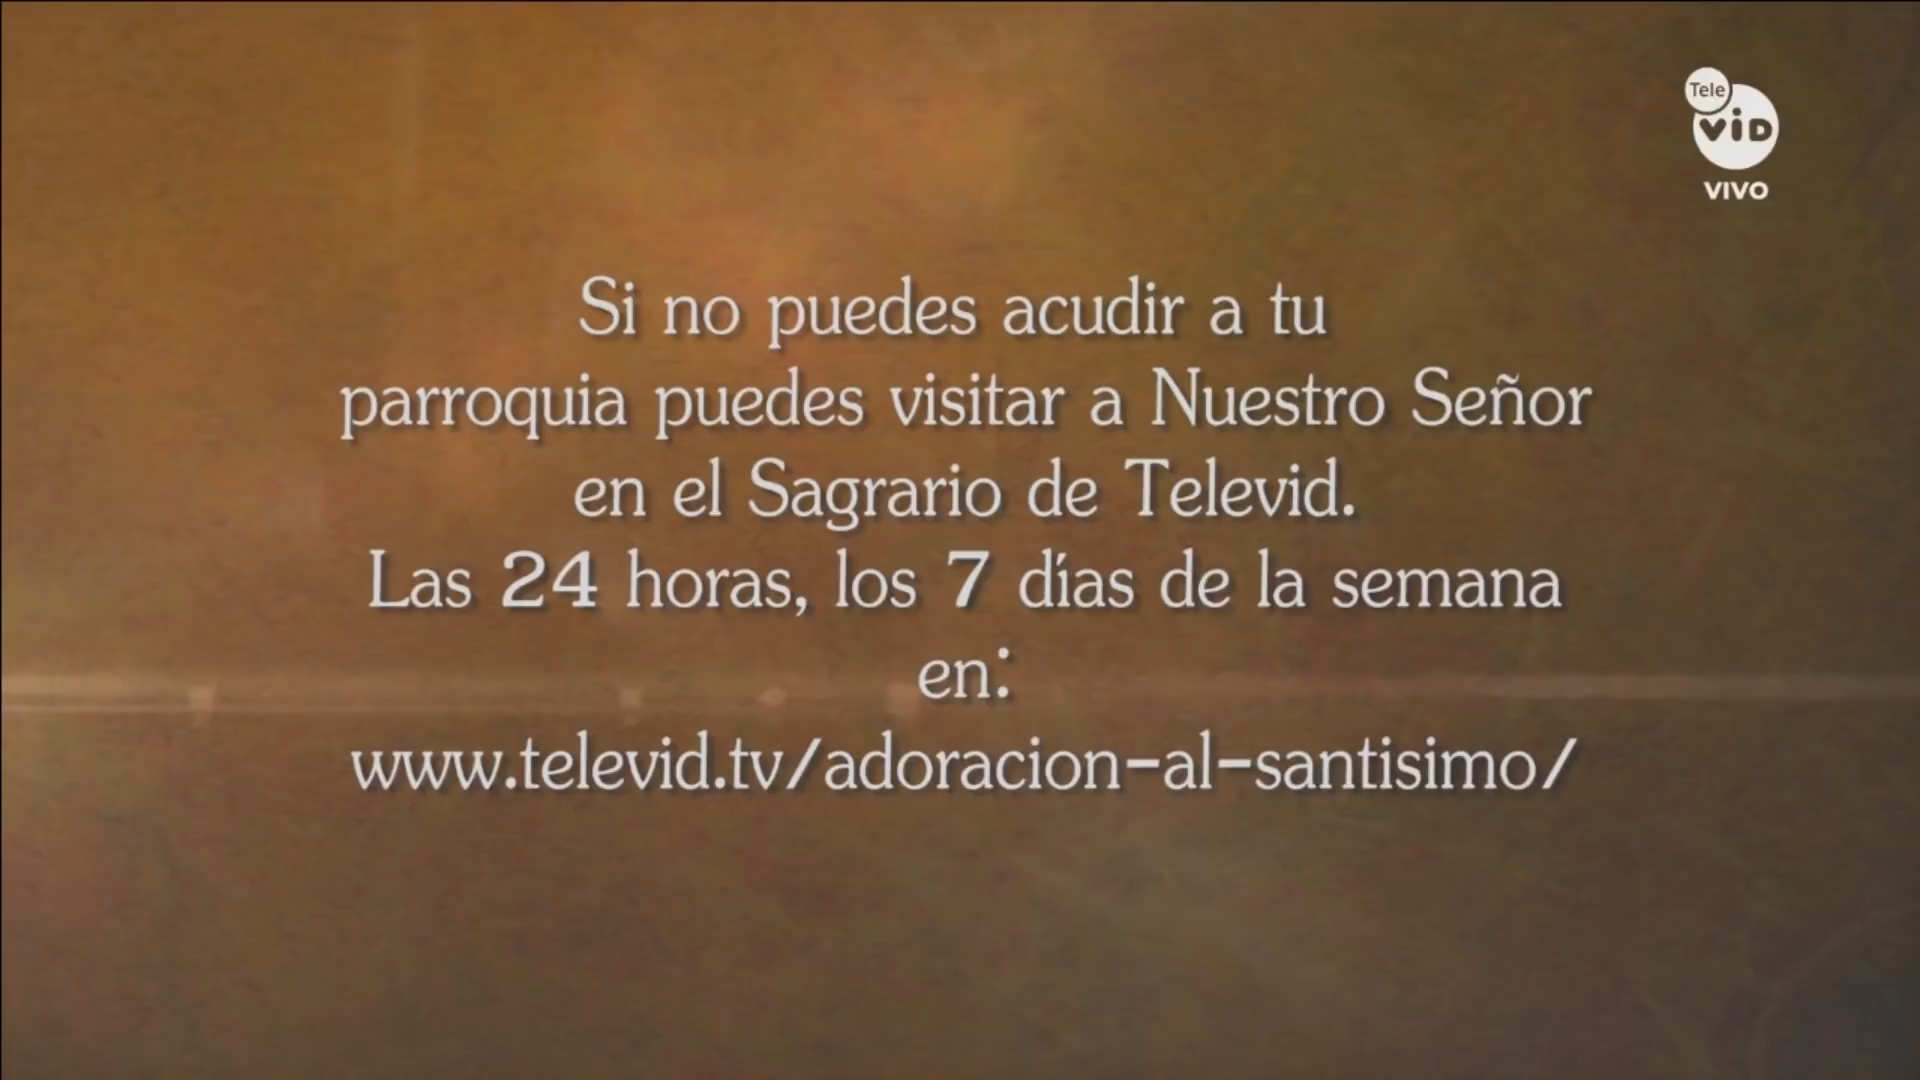 Tele
ViD
VIVO
Si no puedes acudir a tu
parroquia puedes visitar a Nuestro Señor
en el Sagrario de Televid.
Las 24 horas, los 7 días de la semana
en:
www.televid.tv/adoracion-al-santisimo/